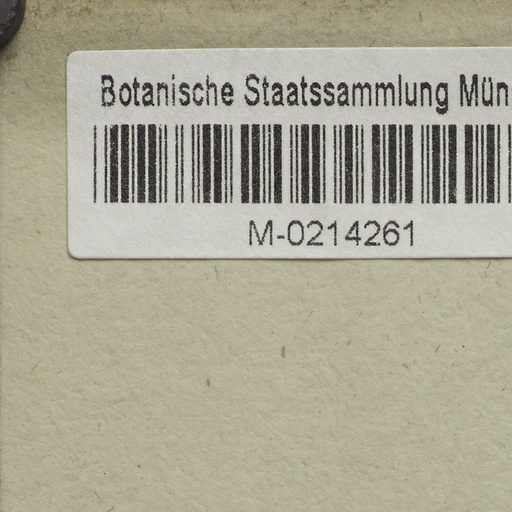 Botanische Staatssammlung Mün
M-0214261